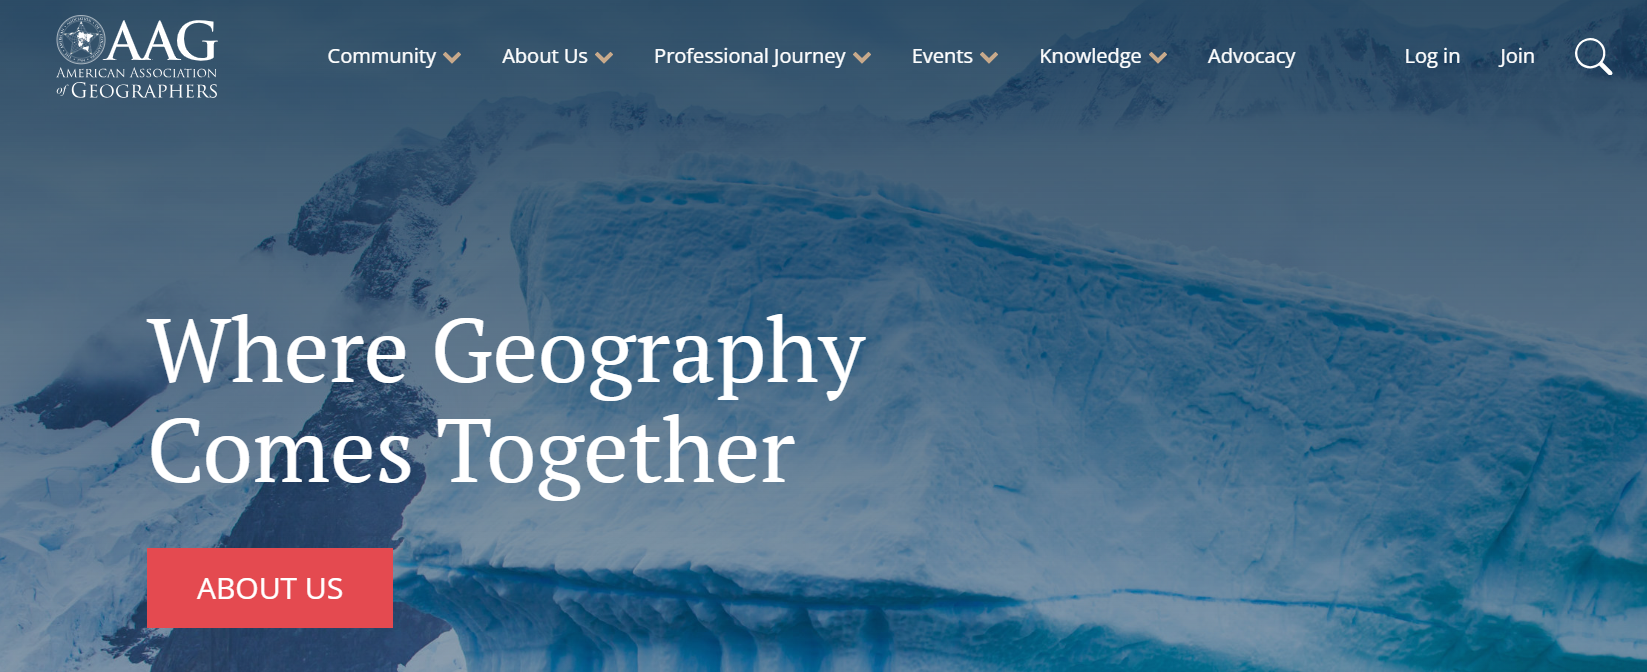 AAG
AMERICAN ASSOCIATION
of GEOGRAPHERS
Community
About Us
Professional Journey
Events
Knowledge
Advocacy
Log in
Join
Where Geography
Comes Together
ABOUT US